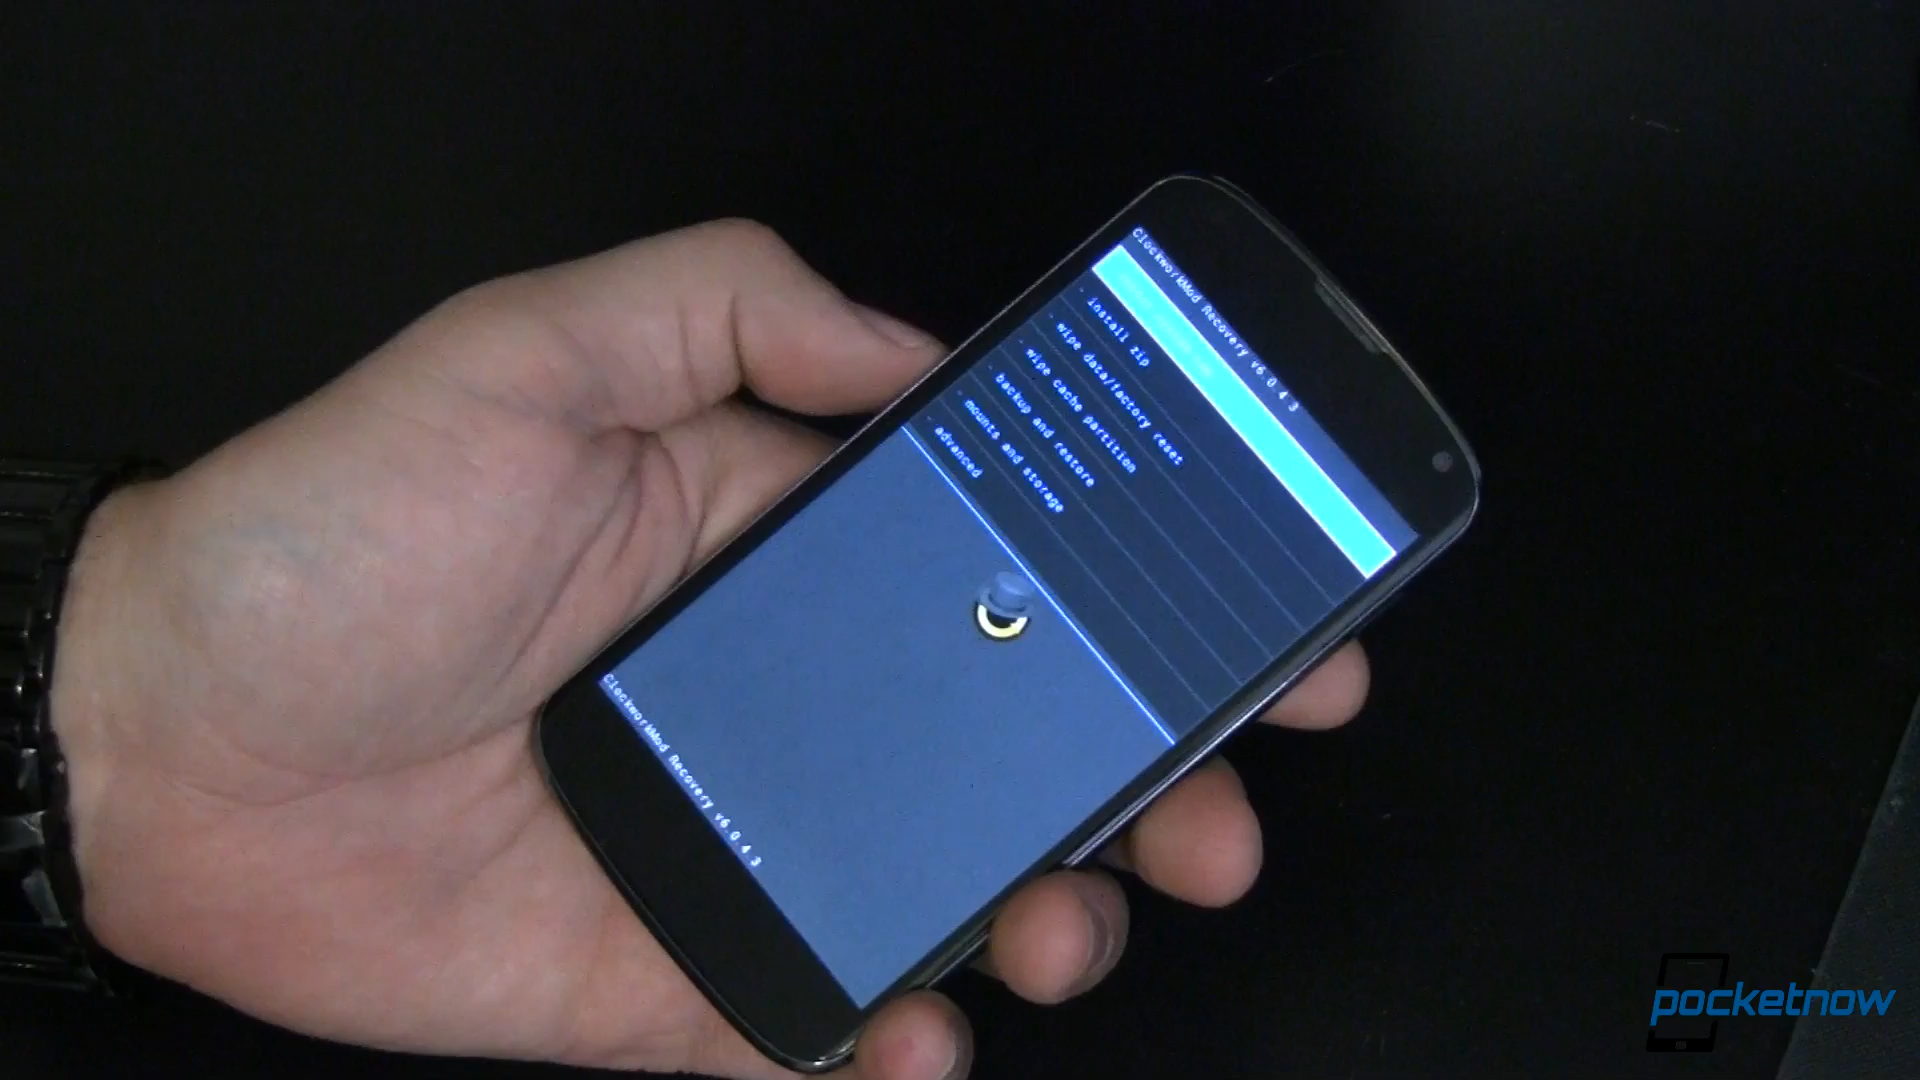 ClockworkMod Recovery v6.0.4.3
- install zip
- wipe data/factory reset
- wipe cache partition
- backup and restore
- mounts and storage
- advanced
ClockworkMod Recovery v6.0.4.3
pocketnow